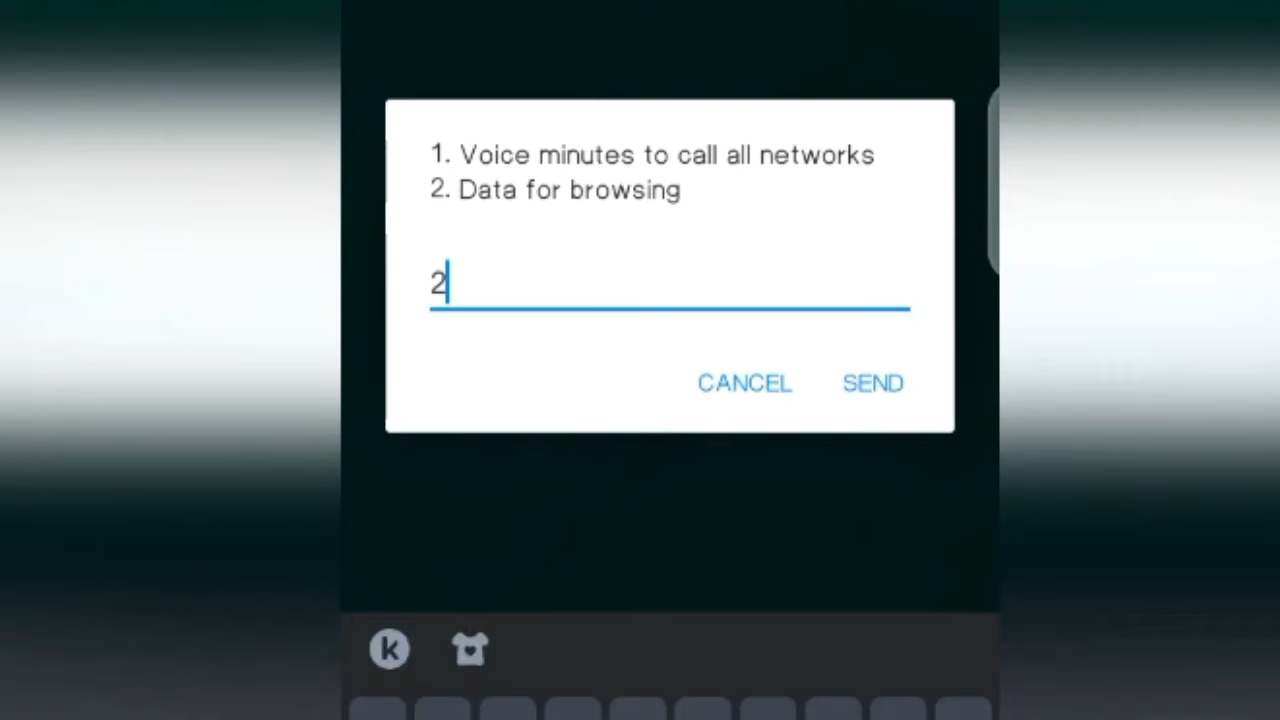 1. Voice minutes to call all networks
2. Data for browsing
2
CANCEL SEND
k